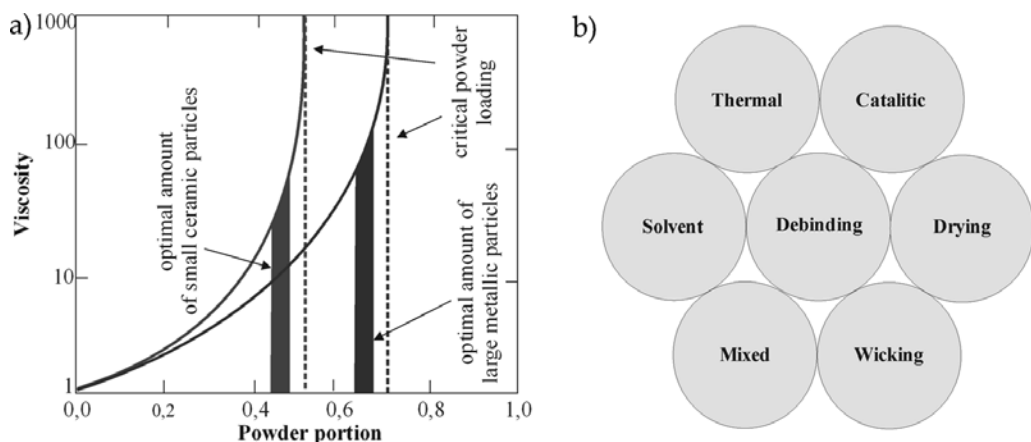 a)
1000
100
10
1
Viscosity
optimal amount
of small ceramic particles
critical powder
loading
optimal amount of
large metallic particles
0,0
0,2
0,4
0,6
0,8
1,0
Powder portion
b)
Thermal
Catalitic
Solvent
Debinding
Drying
Mixed
Wicking